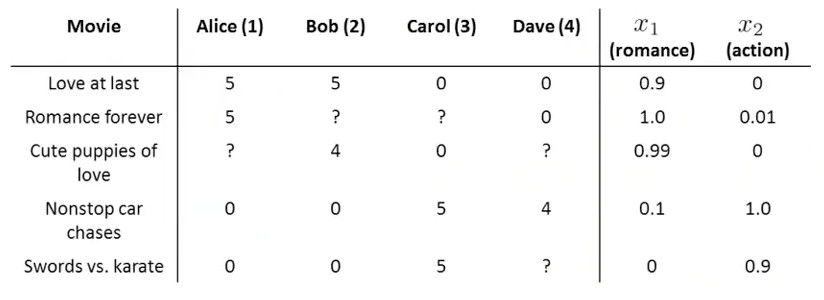 Movie Alice (1) Bob (2) Carol (3) Dave (4) x₁ x₂
(romance) (action)
Love at last 5 5 0 0 0.9 0
Romance forever 5 ? ? 0 1.0 0.01
Cute puppies of ? 4 0 ? 0.99 0
love
Nonstop car 0 0 5 4 0.1 1.0
chases
Swords vs. karate 0 0 5 ? 0 0.9